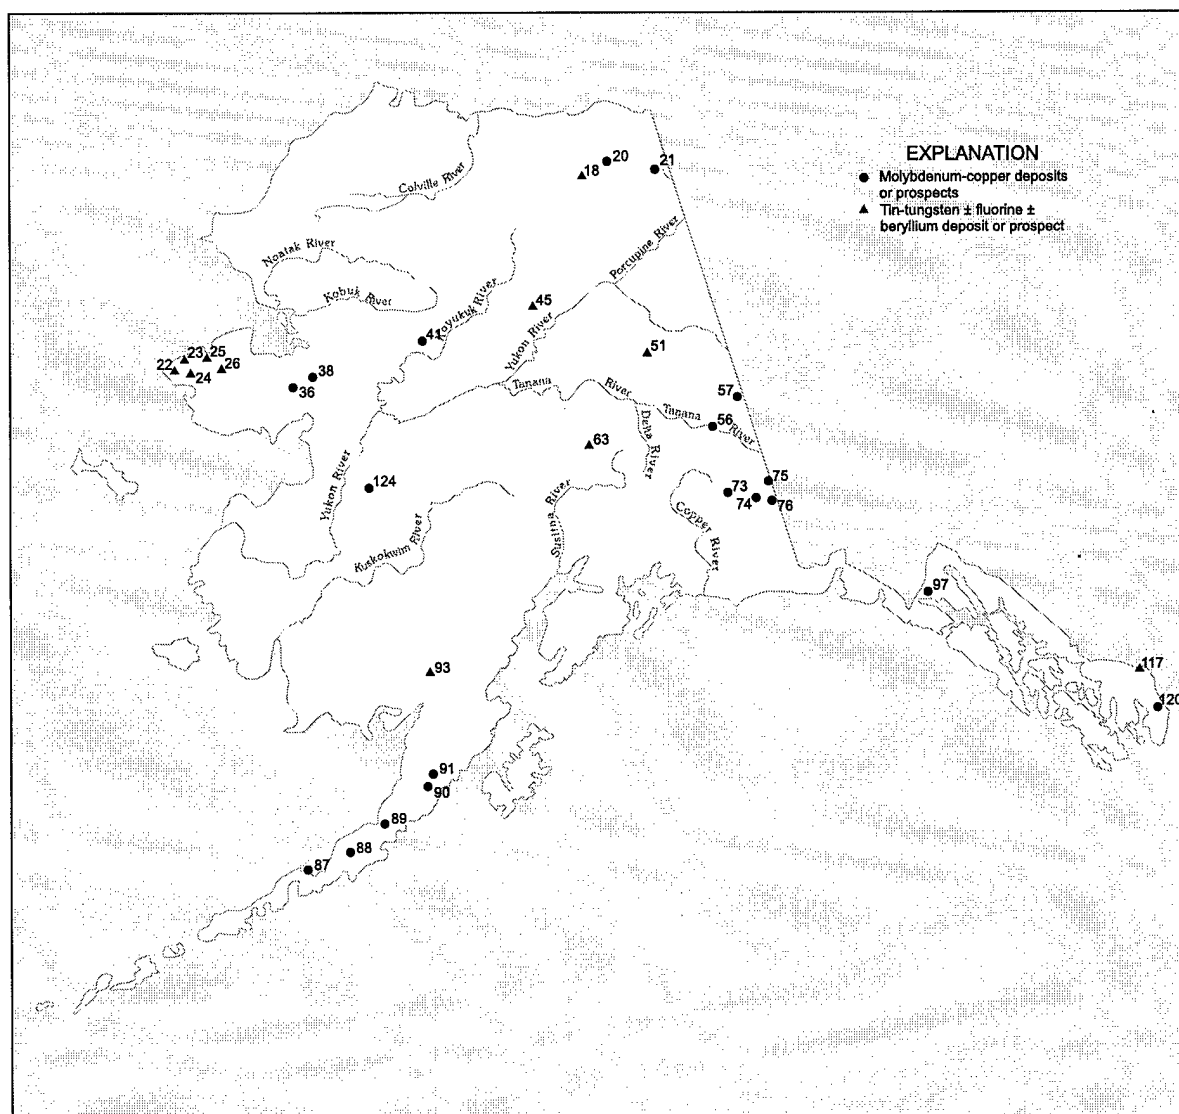 EXPLANATION
Molybdenum-copper deposits
or prospects
Tin-tungsten ± fluorine ±
beryllium deposit or prospect
20
21
18
Colville River
Noatak River
Porcupine River
Kobuk River
Koyukuk River
45
41
Yukon River
23
25
22
24
26
51
38
36
Tanana
River
57
Tanana
River
56
Delta River
63
124
Yukon River
Susitna River
75
73
74
76
Copper River
Kuskokwim River
97
93
117
120
91
90
89
88
87